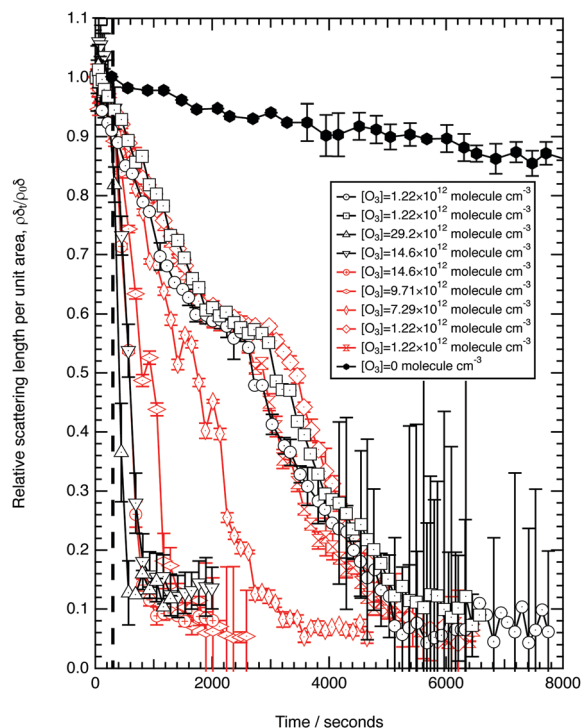 1.1
1.0
0.9
0.8
0.7
0.6
0.5
0.4
0.3
0.2
0.1
0.0
Relative scattering length per unit area, ρδt/ρ0δ
[O3]=1.22×10^12 molecule cm^-3
[O3]=1.22×10^12 molecule cm^-3
[O3]=29.2×10^12 molecule cm^-3
[O3]=14.6×10^12 molecule cm^-3
[O3]=14.6×10^12 molecule cm^-3
[O3]=9.71×10^12 molecule cm^-3
[O3]=7.29×10^12 molecule cm^-3
[O3]=1.22×10^12 molecule cm^-3
[O3]=1.22×10^12 molecule cm^-3
[O3]=0 molecule cm^-3
0 2000 4000 6000 8000
Time / seconds